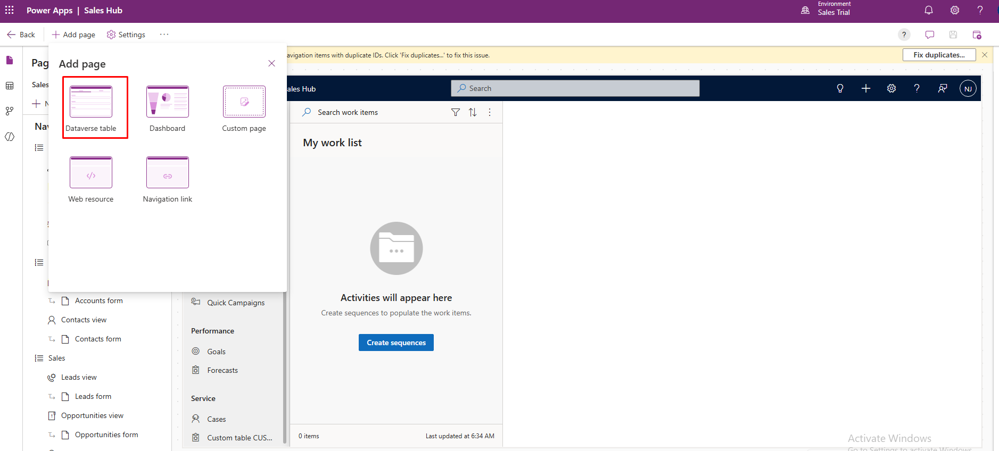 Power Apps | Sales Hub
Environment
Sales Trial
Back
Add page
Settings
Add page
Dataverse table
Dashboard
Custom page
Web resource
Navigation link
avigation items with duplicate IDs. Click 'Fix duplicates...' to fix this issue.
Fix duplicates...
Pag
Sales
N
Nav
Accounts form
Contacts view
Contacts form
Sales
Leads view
Leads form
Opportunities view
Opportunities form
ales Hub
Search
NJ
Quick Campaigns
Performance
Goals
Forecasts
Service
Cases
Custom table CUS...
Search work items
My work list
Activities will appear here
Create sequences to populate the work items.
Create sequences
0 items
Last updated at 6:34 AM
Activate Windows
Go to Settings to activate Windows